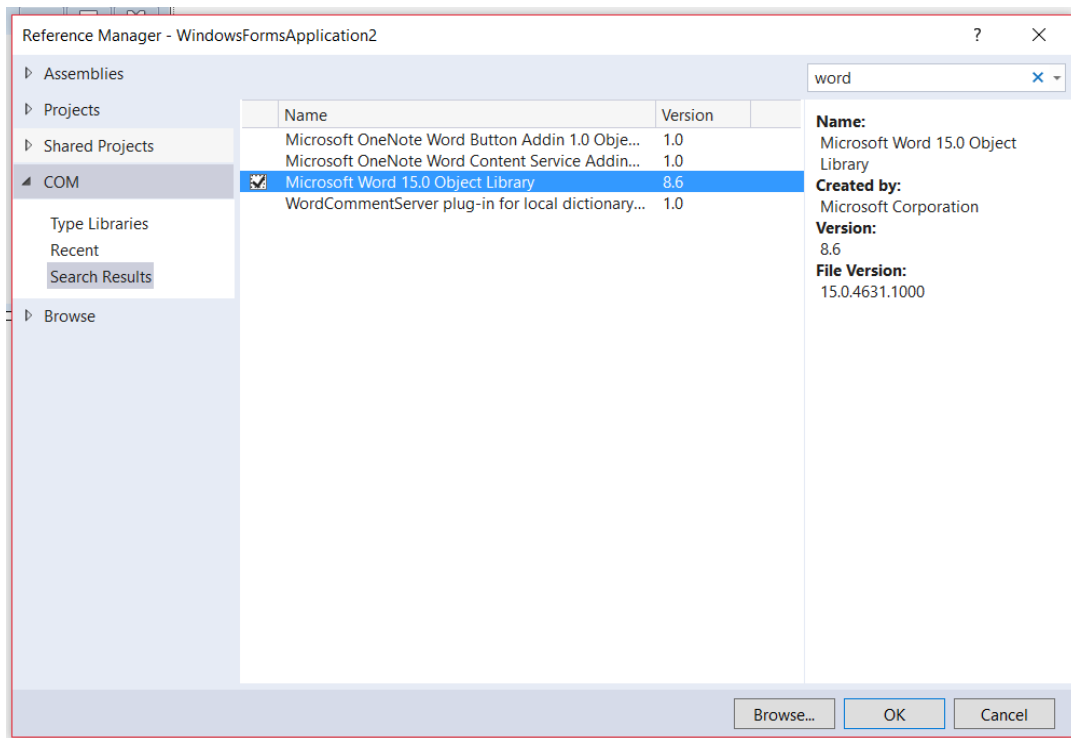 Reference Manager - WindowsFormsApplication2
?
Assemblies
Projects
Shared Projects
COM
Type Libraries
Recent
Search Results
Browse
Name Version
Microsoft OneNote Word Button Addin 1.0 Obje... 1.0
Microsoft OneNote Word Content Service Addin... 1.0
Microsoft Word 15.0 Object Library 8.6
WordCommentServer plug-in for local dictionary... 1.0
word
Name:
Microsoft Word 15.0 Object
Library
Created by:
Microsoft Corporation
Version:
8.6
File Version:
15.0.4631.1000
Browse... OK Cancel